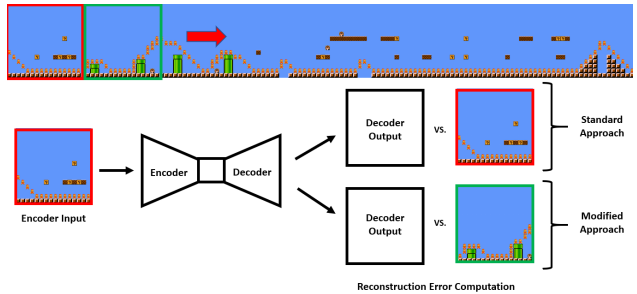 Decoder
Output
VS.
Standard
Approach
Encoder
Decoder
Encoder Input
Decoder
Output
VS.
Modified
Approach
Reconstruction Error Computation